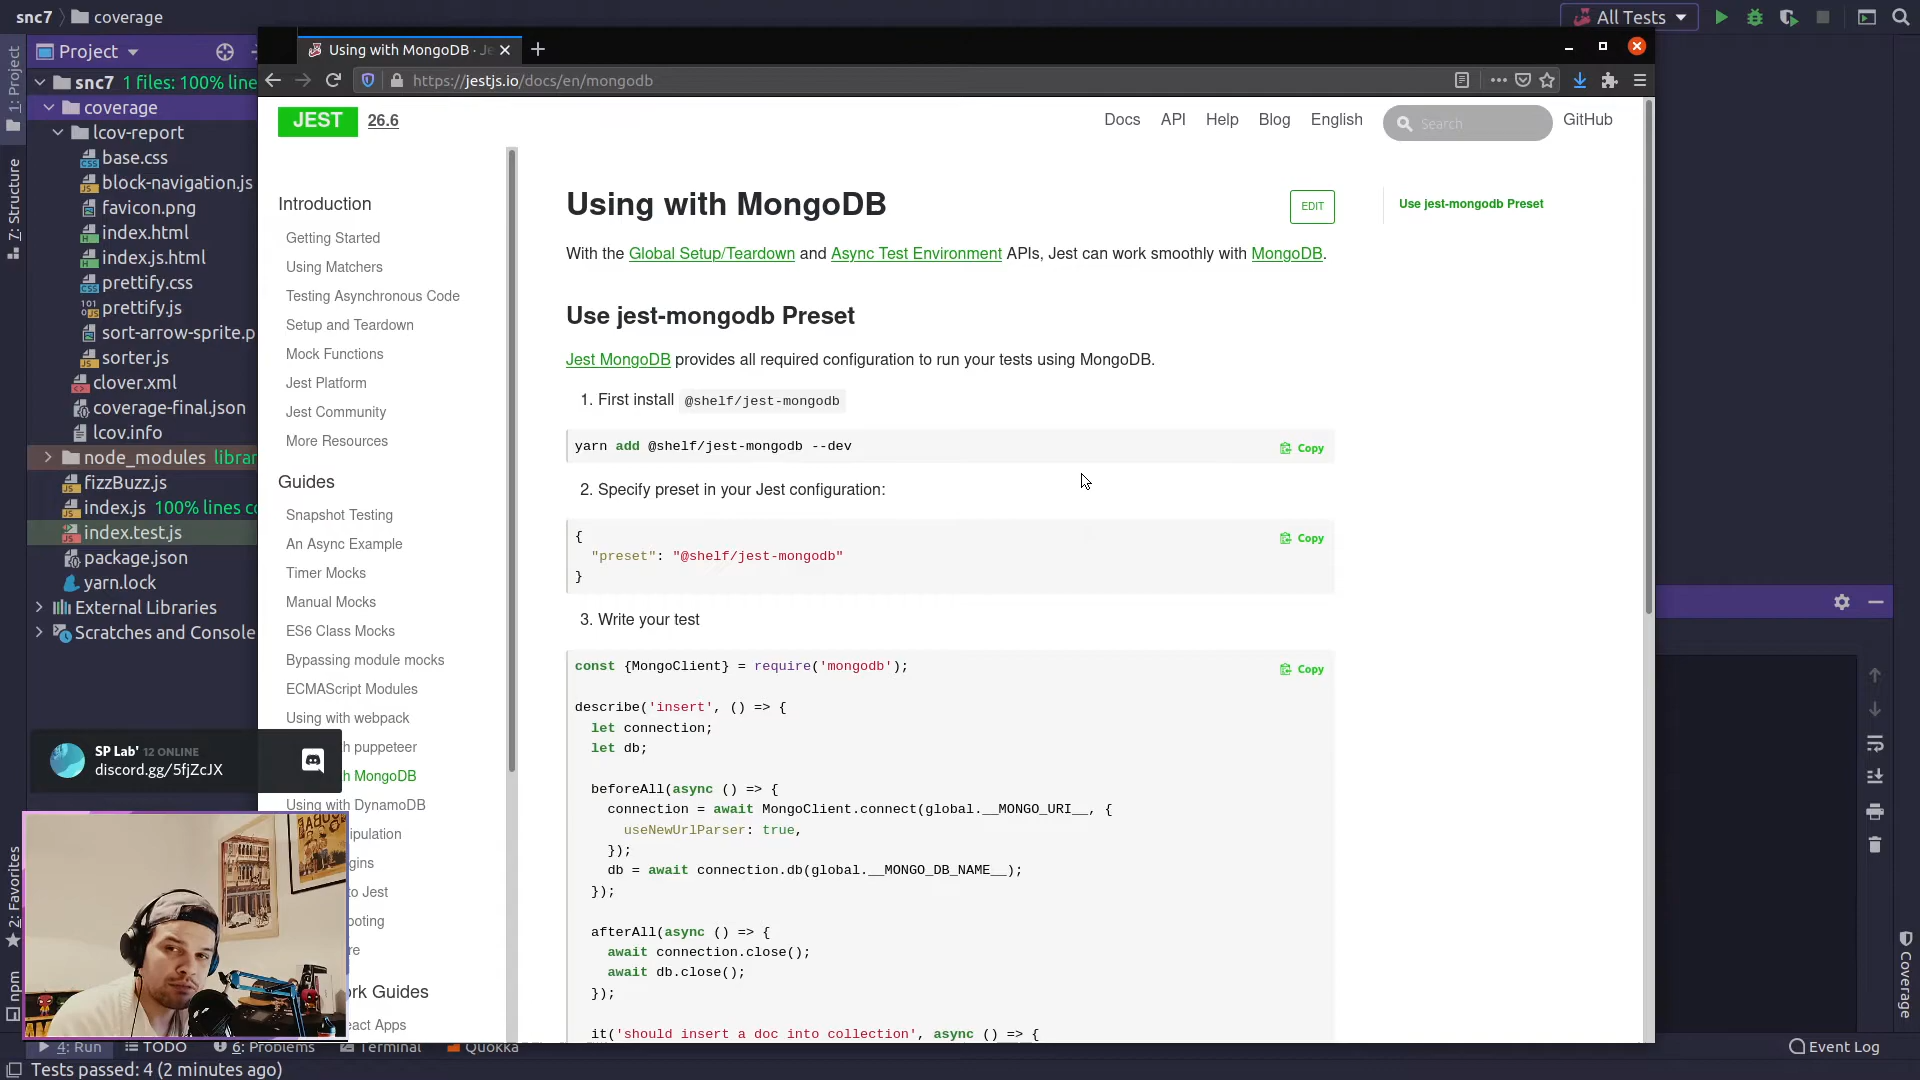 snc7
coverage
All Tests
Project
snc7 1 files: 100% line
coverage
lcov-report
base.css
block-navigation.js
favicon.png
index.html
index.js.html
prettify.css
prettify.js
sort-arrow-sprite.p
sorter.js
clover.xml
coverage-final.json
lcov.info
node_modules librar
fizzBuzz.js
index.js 100% lines co
index.test.js
package.json
yarn.lock
External Libraries
Scratches and Console
1: Project
7: Structure
2: Favorites
npm
Using with MongoDB · Je
https://jestjs.io/docs/en/mongodb
JEST 26.6
Docs
API
Help
Blog
English
Search
GitHub
Introduction
Getting Started
Using Matchers
Testing Asynchronous Code
Setup and Teardown
Mock Functions
Jest Platform
Jest Community
More Resources
Guides
Snapshot Testing
An Async Example
Timer Mocks
Manual Mocks
ES6 Class Mocks
Bypassing module mocks
ECMAScript Modules
Using with webpack
th puppeteer
h MongoDB
Using with DynamoDB
ipulation
gins
to Jest
ooting
re
rk Guides
eact Apps
Using with MongoDB
EDIT
With the Global Setup/Teardown and Async Test Environment APIs, Jest can work smoothly with MongoDB.
Use jest-mongodb Preset
Jest MongoDB provides all required configuration to run your tests using MongoDB.
1. First install @shelf/jest-mongodb
yarn add @shelf/jest-mongodb --dev
Copy
2. Specify preset in your Jest configuration:
{
"preset": "@shelf/jest-mongodb"
}
Copy
3. Write your test
const {MongoClient} = require('mongodb');
Copy
describe('insert', () => {
let connection;
let db;
beforeAll(async () => {
connection = await MongoClient.connect(global.__MONGO_URI__, {
useNewUrlParser: true,
});
db = await connection.db(global.__MONGO_DB_NAME__);
});
afterAll(async () => {
await connection.close();
await db.close();
});
it('should insert a doc into collection', async () => {
Use jest-mongodb Preset
SP Lab' 12 ONLINE
discord.gg/5fjZcJX
4: Run
TODO
6: Problems
Terminal
Quokka
Event Log
Coverage
Tests passed: 4 (2 minutes ago)